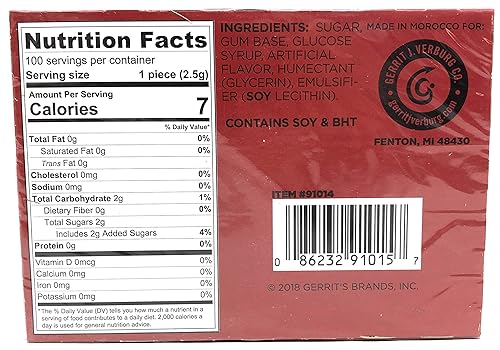 Nutrition Facts
100 servings per container
Serving size 1 piece (2.5g)
Amount Per Serving
Calories 7
% Daily Value*
Total Fat 0g 0%
Saturated Fat 0g 0%
Trans Fat 0g
Cholesterol 0mg 0%
Sodium 0mg 0%
Total Carbohydrate 2g 1%
Dietary Fiber 0g 0%
Total Sugars 2g
Includes 2g Added Sugars 4%
Protein 0g 0%
Vitamin D 0mcg 0%
Calcium 0mg 0%
Iron 0mg 0%
Potassium 0mg 0%
*The % Daily Value (DV) tells you how much a nutrient in a
serving of food contributes to a daily diet. 2,000 calories a
day is used for general nutrition advice.
INGREDIENTS: SUGAR,
GUM BASE, GLUCOSE
SYRUP, ARTIFICIAL
FLAVOR, HUMECTANT
(GLYCERIN), EMULSIFI-
ER (SOY LECITHIN).
CONTAINS SOY & BHT
MADE IN MOROCCO FOR:
GERRIT J. VERBURG CO.
gerritjverburg.com
FENTON, MI 48430
ITEM #91014
0 86232 91015 7
© 2018 GERRIT'S BRANDS, INC.